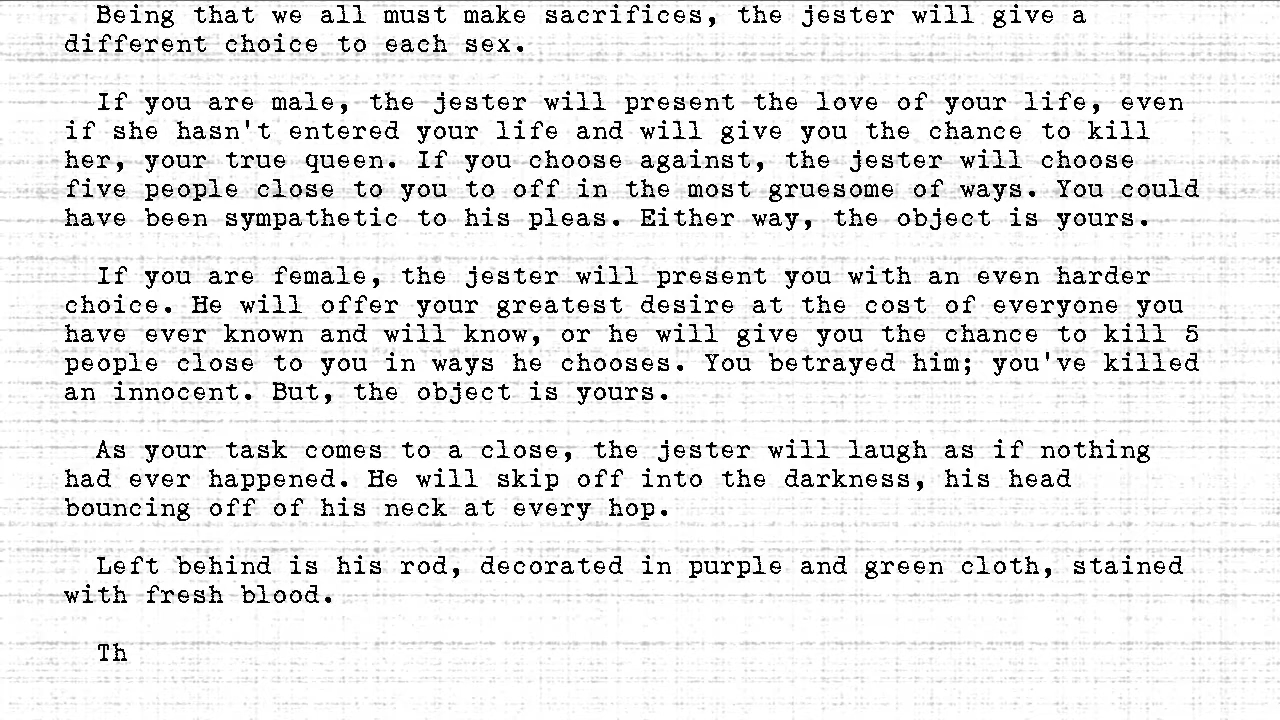 Being that we all must make sacrifices, the jester will give a
different choice to each sex.
If you are male, the jester will present the love of your life, even
if she hasn't entered your life and will give you the chance to kill
her, your true queen. If you choose against, the jester will choose
five people close to you to off in the most gruesome of ways. You could
have been sympathetic to his pleas. Either way, the object is yours.
If you are female, the jester will present you with an even harder
choice. He will offer your greatest desire at the cost of everyone you
have ever known and will know, or he will give you the chance to kill 5
people close to you in ways he chooses. You betrayed him; you've killed
an innocent. But, the object is yours.
As your task comes to a close, the jester will laugh as if nothing
had ever happened. He will skip off into the darkness, his head
bouncing off of his neck at every hop.
Left behind is his rod, decorated in purple and green cloth, stained
with fresh blood.
Th